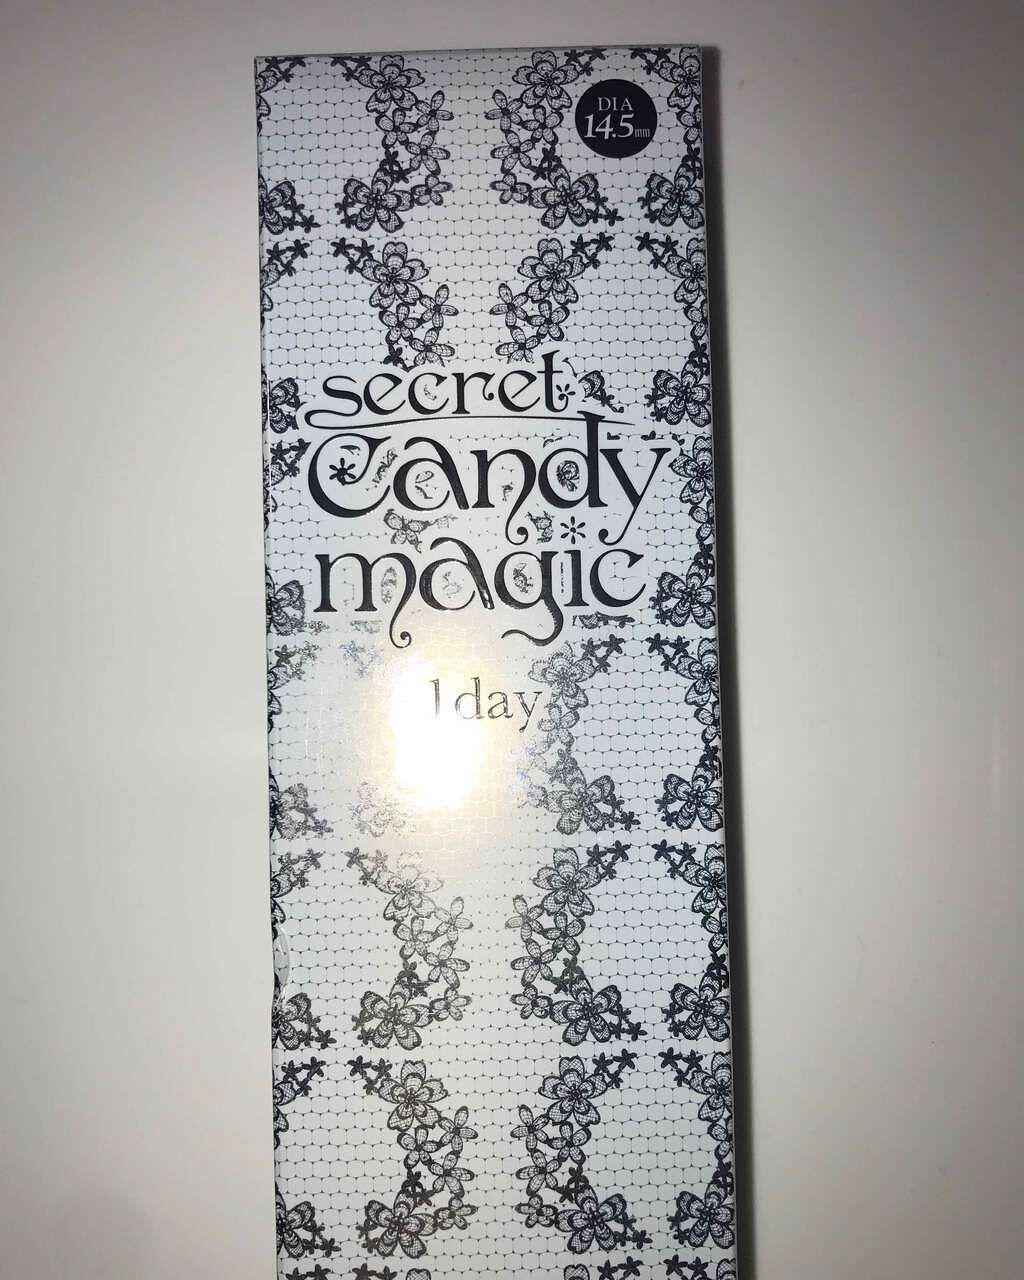 DIA
14.5mm
secret
Candy
magic
1day